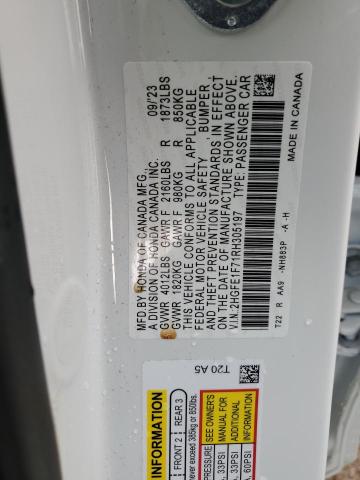 MFD.BY HONDA OF CANADA MFG. 09/23
A DIVISION OF HONDA CANADA INC.
GVWR 4012LBS GAWR F 2160LBS R 1873LBS
GVWR 1820KG GAWR F 980KG R 850KG
THIS VEHICLE CONFORMS TO ALL APPLICABLE
FEDERAL MOTOR VEHICLE SAFETY, BUMPER,
AND THEFT PREVENTION STANDARDS IN EFFECT
ON THE DATE OF MANUFACTURE SHOWN ABOVE.
V.I.N.:2HGFE1F71RH305197 TYPE: PASSENGER CAR
T22 R AA9 -NH883P -A -H MADE IN CANADA
T20 A5
INFORMATION
FRONT 2 REAR 3
never exceed 385kg or 850lbs.
PRESSURE SEE OWNER'S
33PSI MANUAL FOR
33PSI ADDITIONAL
60PSI INFORMATION